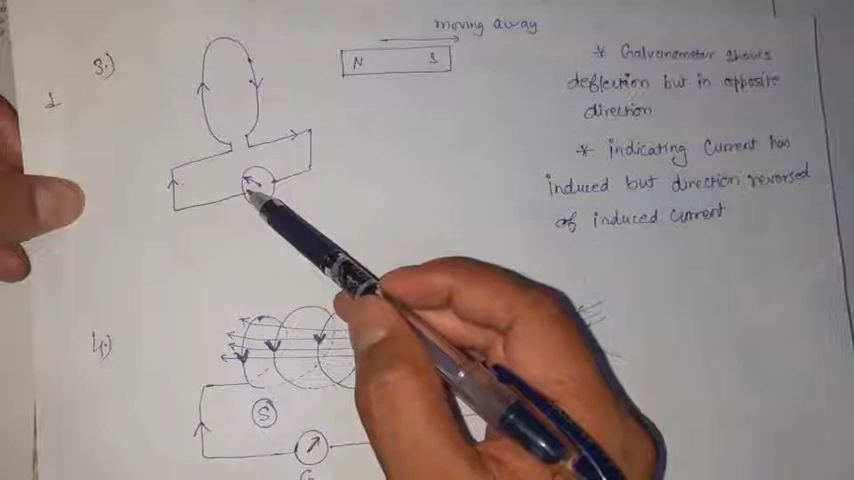 moving away
3.)
N S
* Galvanometer shows
deflection but in opposite
direction
* indicating current has
induced but direction reversed
of induced current
4.)
S
G